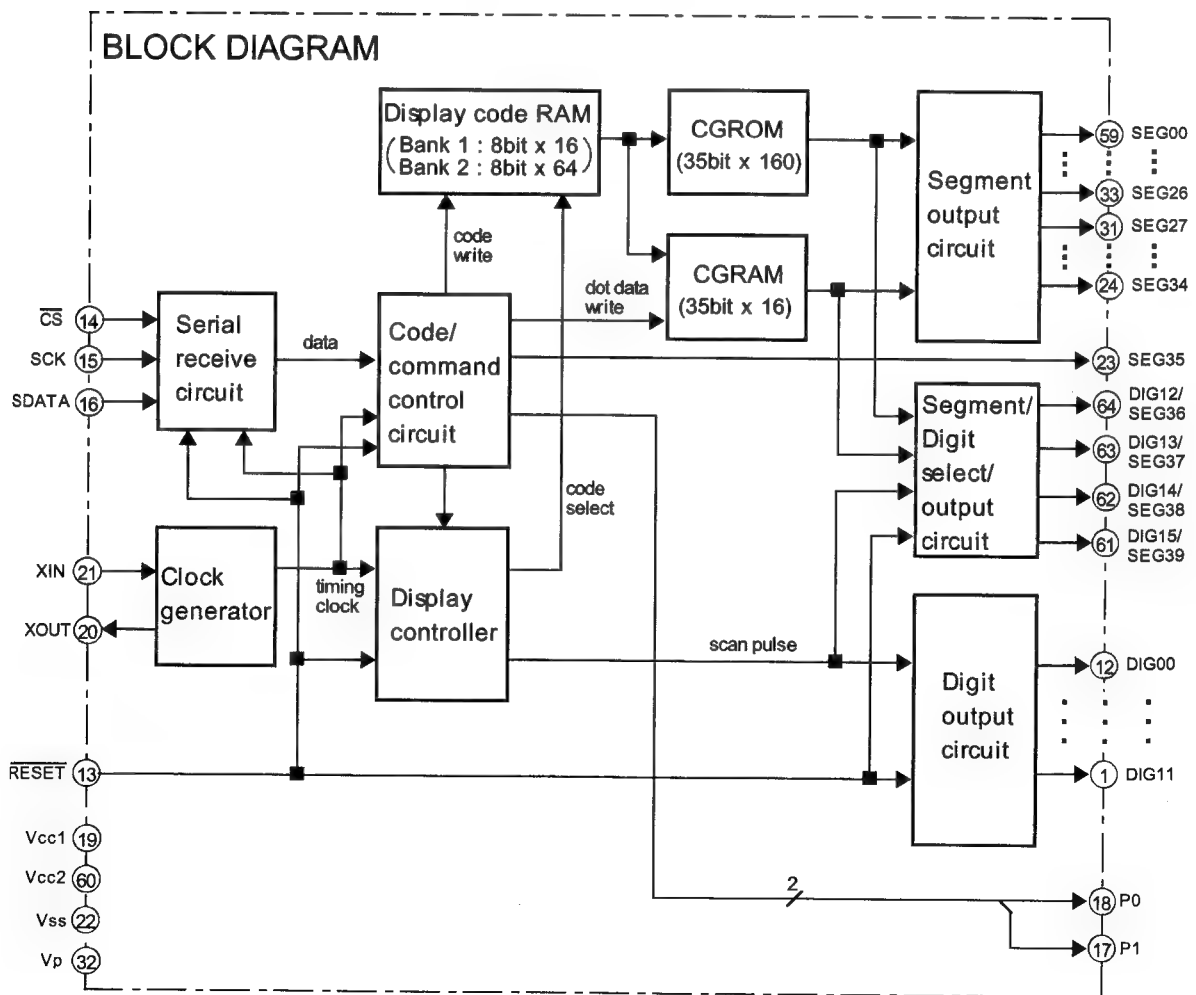 BLOCK DIAGRAM
Display code RAM
(Bank 1 : 8bit x 16)
(Bank 2 : 8bit x 64)
CGROM
(35bit x 160)
CGRAM
(35bit x 16)
Segment
output
circuit
59 SEG00
33 SEG26
31 SEG27
24 SEG34
code
write
dot data
write
CS 14
SCK 15
SDATA 16
Serial
receive
circuit
data
Code/
command
control
circuit
23 SEG35
Segment/
Digit
select/
output
circuit
64 DIG12/
SEG36
63 DIG13/
SEG37
62 DIG14/
SEG38
61 DIG15/
SEG39
code
select
XIN 21
XOUT 20
Clock
generator
timing
clock
Display
controller
scan pulse
Digit
output
circuit
12 DIG00
1 DIG11
RESET 13
Vcc1 19
Vcc2 60
Vss 22
Vp 32
2
18 P0
17 P1